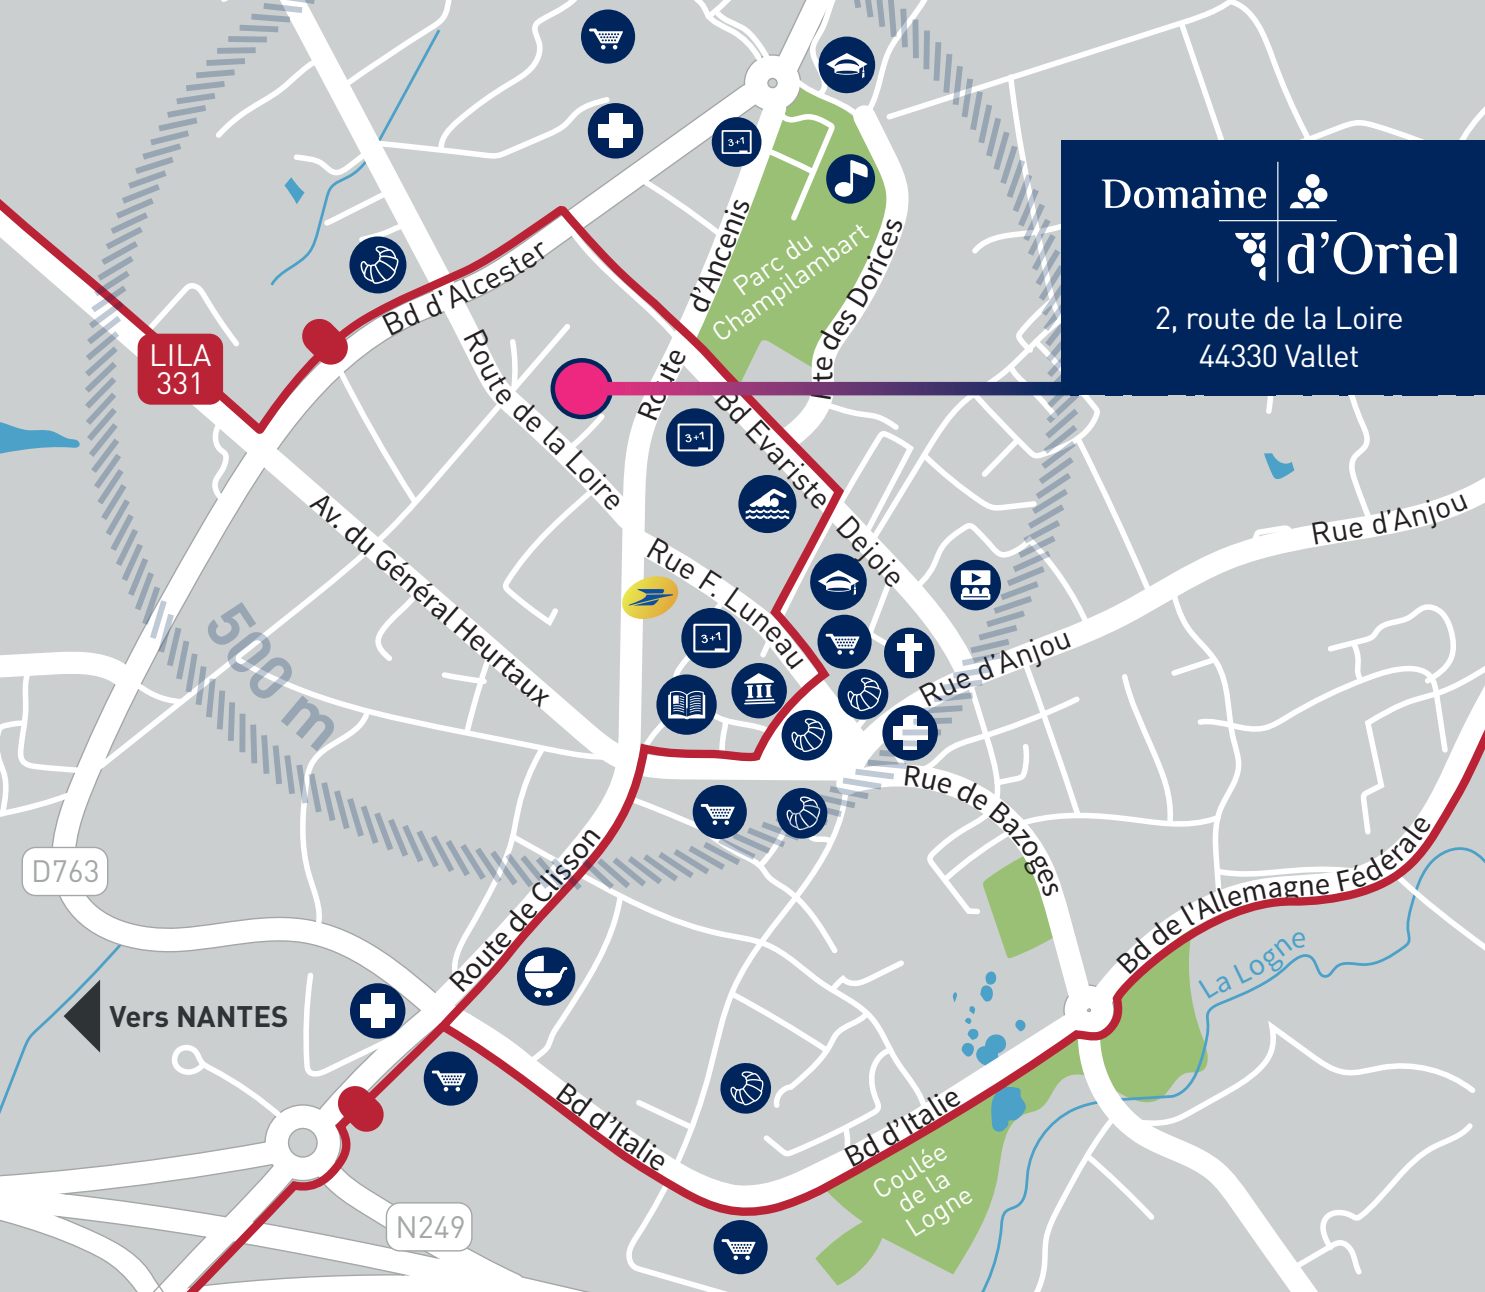 Domaine
d'Oriel
2, route de la Loire
44330 Vallet
3+1
d'Ancenis
Route
Parc du
Champilambart
Rte des Dorices
Bd d'Alcester
LILA
331
Route de la Loire
Bd Evariste
Dejoie
3+1
Av. du Général Heurtaux
Rue F. Luneau
3+1
Rue d'Anjou
Rue d'Anjou
500 m
Rue de Bazoges
D763
Route de Clisson
Bd de l'Allemagne Fédérale
La Logne
Vers NANTES
Bd d'Italie
Bd d'Italie
Coulée
de la
Logne
N249